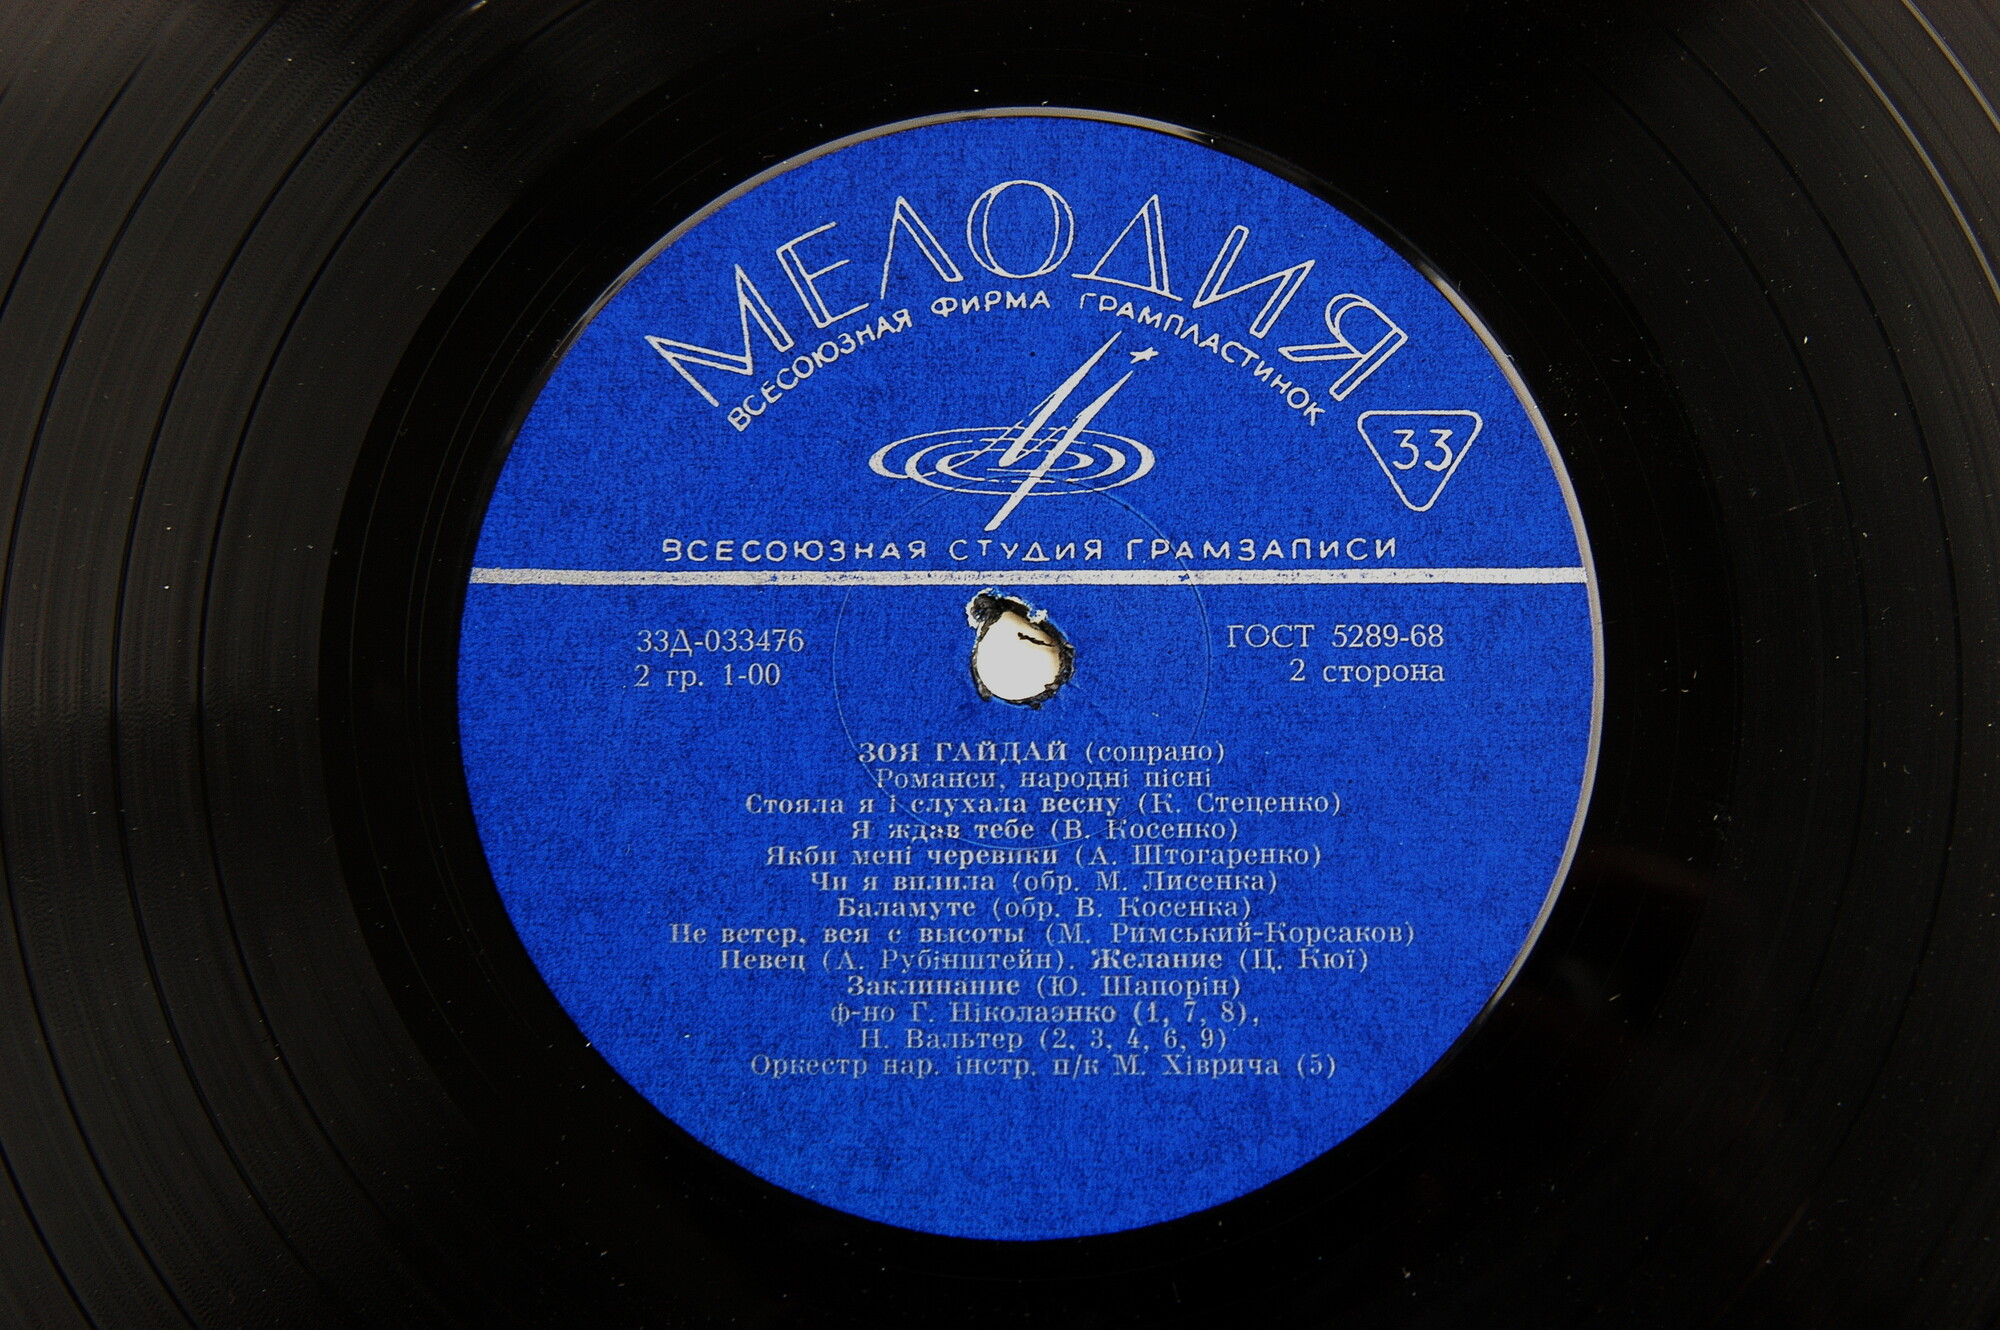 МЕЛОДИЯ
ВСЕСОЮЗНАЯ ФИРМА ГРАМПЛАСТИНОК
33
ВСЕСОЮЗНАЯ СТУДИЯ ГРАМЗАПИСИ
33Д-033476
ГОСТ 5289-68
2 гр. 1-00
2 сторона
ЗОЯ ГАЙДАЙ (сопрано)
Романси, народні пісні
Стояла я і слухала весну (К. Стеценко)
Я ждав тебе (В. Косенко)
Якби мені черевики (А. Штогаренко)
Чи я вплила (обр. М. Лисенка)
Баламуте (обр. В. Косенка)
Не ветер, вея с высоты (М. Римський-Корсаков)
Певец (А. Рубінштейн). Желание (Ц. Кюї)
Заклинание (Ю. Шапорін)
ф-но Г. Ніколаэнко (1, 7, 8),
Н. Вальтер (2, 3, 4, 6, 9)
Оркестр нар. інстр. п/к М. Хіврича (5)